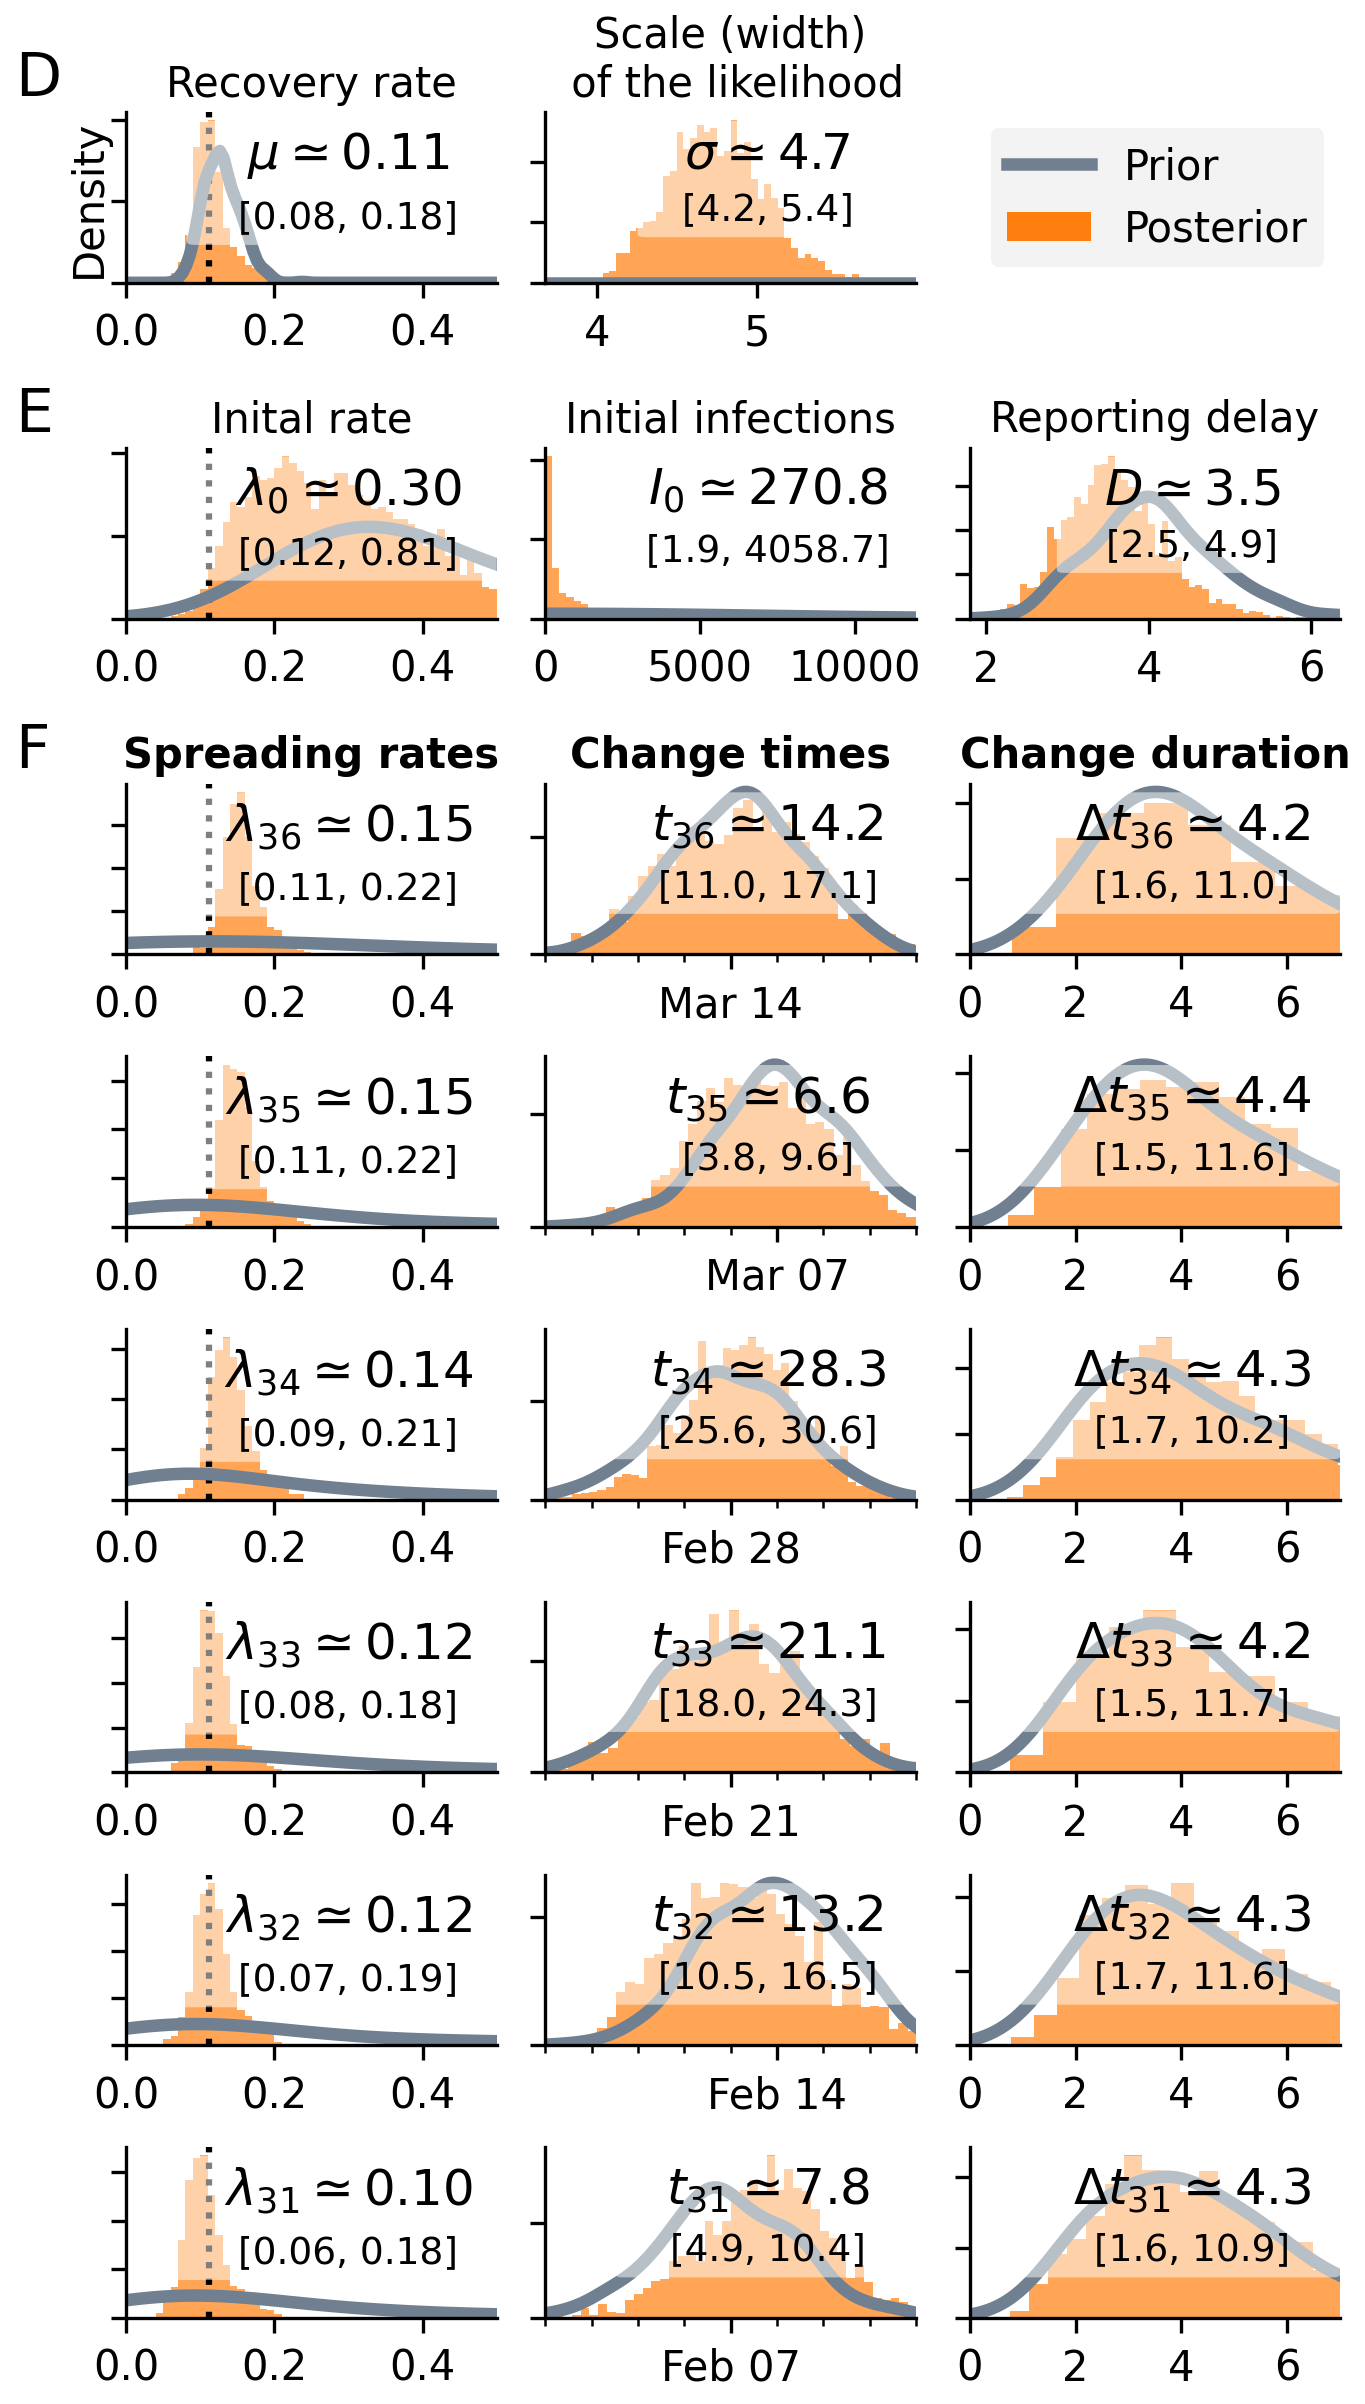 D
Recovery rate
Scale (width)
of the likelihood
Density
μ ≃ 0.11
[0.08, 0.18]
0.0 0.2 0.4
σ ≃ 4.7
[4.2, 5.4]
4 5
Prior
Posterior
E
Inital rate
Initial infections
Reporting delay
λ0 ≃ 0.30
[0.12, 0.81]
0.0 0.2 0.4
I0 ≃ 270.8
[1.9, 4058.7]
0 5000 10000
D ≃ 3.5
[2.5, 4.9]
2 4 6
F
Spreading rates
Change times
Change duration
λ36 ≃ 0.15
[0.11, 0.22]
0.0 0.2 0.4
t36 ≃ 14.2
[11.0, 17.1]
Mar 14
Δt36 ≃ 4.2
[1.6, 11.0]
0 2 4 6
λ35 ≃ 0.15
[0.11, 0.22]
0.0 0.2 0.4
t35 ≃ 6.6
[3.8, 9.6]
Mar 07
Δt35 ≃ 4.4
[1.5, 11.6]
0 2 4 6
λ34 ≃ 0.14
[0.09, 0.21]
0.0 0.2 0.4
t34 ≃ 28.3
[25.6, 30.6]
Feb 28
Δt34 ≃ 4.3
[1.7, 10.2]
0 2 4 6
λ33 ≃ 0.12
[0.08, 0.18]
0.0 0.2 0.4
t33 ≃ 21.1
[18.0, 24.3]
Feb 21
Δt33 ≃ 4.2
[1.5, 11.7]
0 2 4 6
λ32 ≃ 0.12
[0.07, 0.19]
0.0 0.2 0.4
t32 ≃ 13.2
[10.5, 16.5]
Feb 14
Δt32 ≃ 4.3
[1.7, 11.6]
0 2 4 6
λ31 ≃ 0.10
[0.06, 0.18]
0.0 0.2 0.4
t31 ≃ 7.8
[4.9, 10.4]
Feb 07
Δt31 ≃ 4.3
[1.6, 10.9]
0 2 4 6